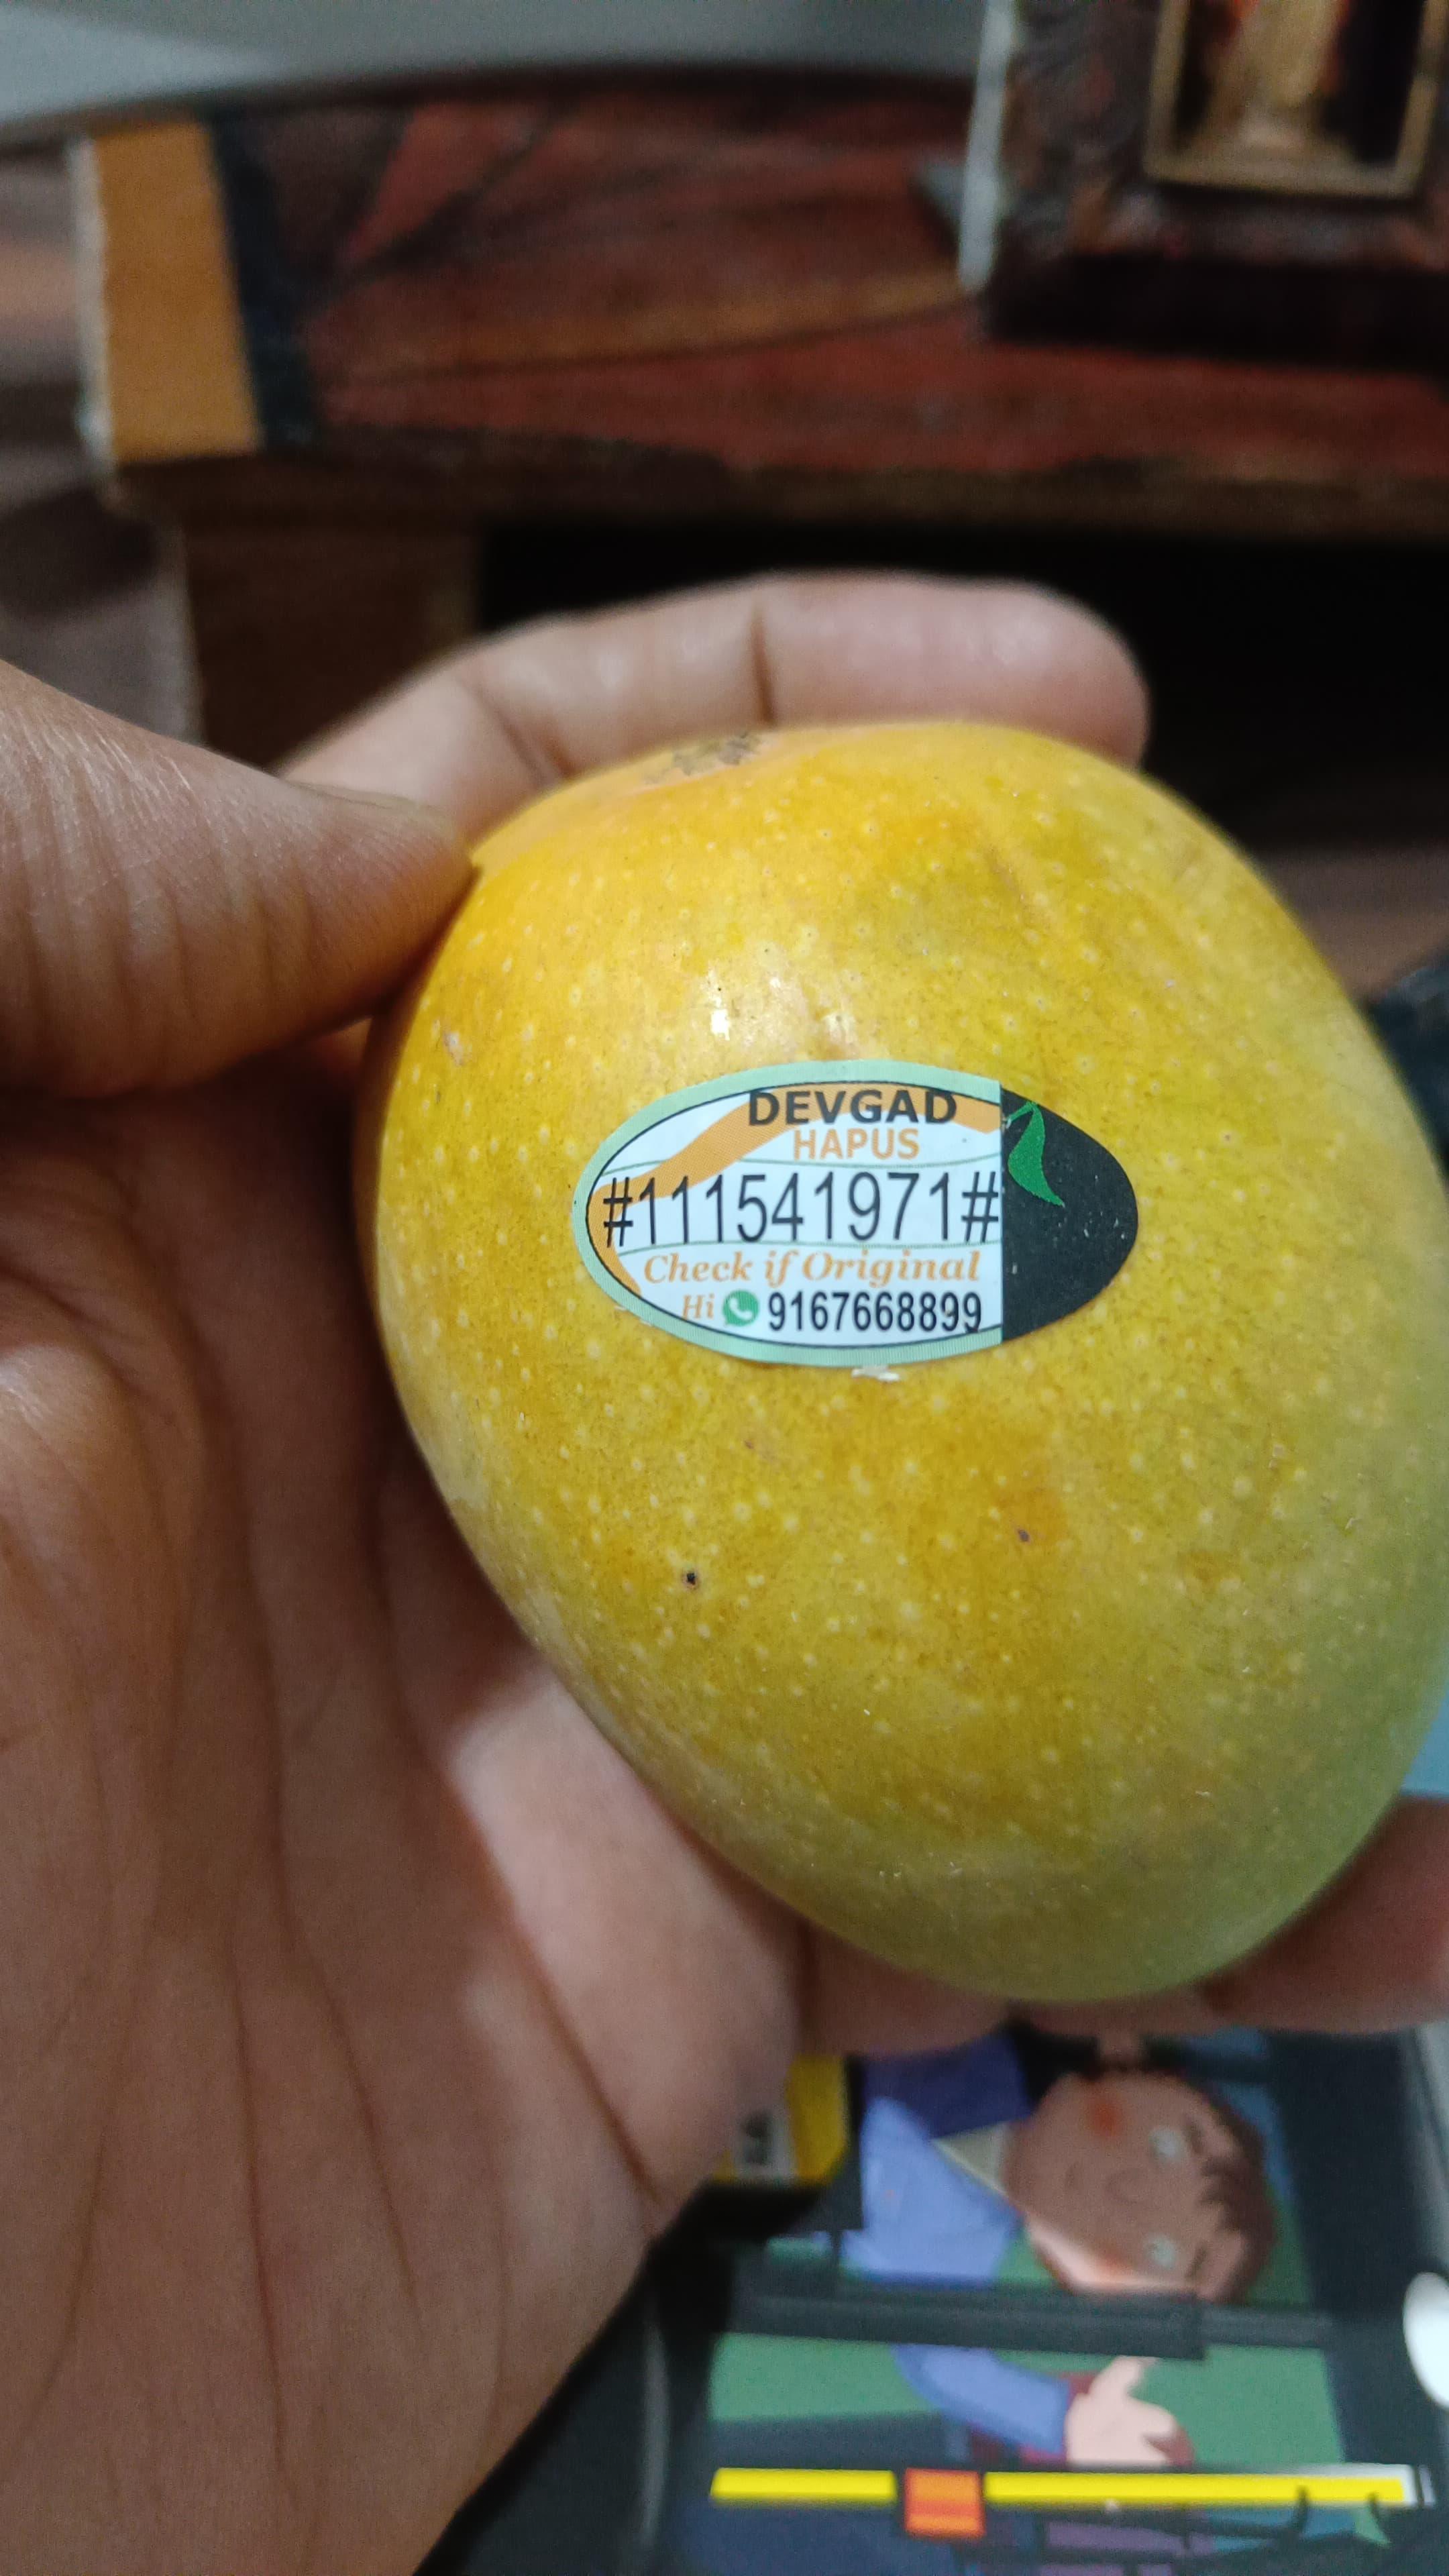 DEVGAD
HAPUS
#111541971#
Check if Original
Hi 9167668899